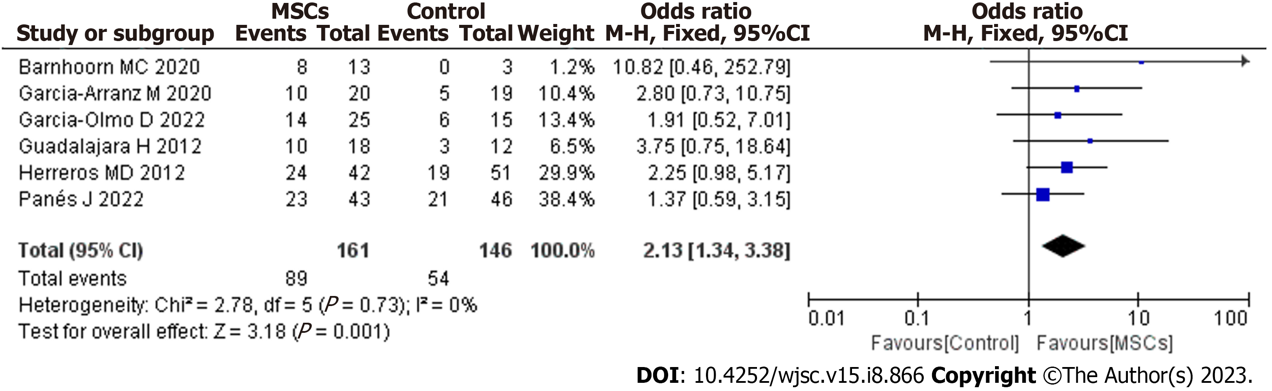 MSCs Control Odds ratio Odds ratio
Study or subgroup Events Total Events Total Weight M-H, Fixed, 95%CI M-H, Fixed, 95%CI
Barnhoorn MC 2020 8 13 0 3 1.2% 10.82 [0.46, 252.79]
Garcia-Arranz M 2020 10 20 5 19 10.4% 2.80 [0.73, 10.75]
Garcia-Olmo D 2022 14 25 6 15 13.4% 1.91 [0.52, 7.01]
Guadalajara H 2012 10 18 3 12 6.5% 3.75 [0.75, 18.64]
Herreros MD 2012 24 42 19 51 29.9% 2.25 [0.98, 5.17]
Panés J 2022 23 43 21 46 38.4% 1.37 [0.59, 3.15]
Total (95% CI) 161 146 100.0% 2.13 [1.34, 3.38]
Total events 89 54
Heterogeneity: Chi² = 2.78, df = 5 (P = 0.73); I² = 0%
Test for overall effect: Z = 3.18 (P = 0.001)
0.01 0.1 1 10 100
Favours[Control] Favours[MSCs]
DOI: 10.4252/wjsc.v15.i8.866 Copyright ©The Author(s) 2023.